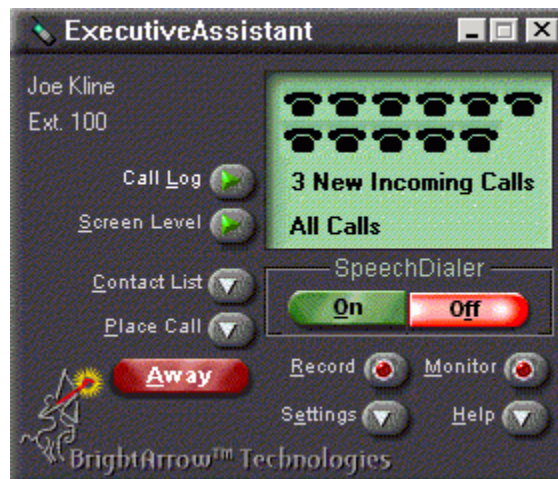 ExecutiveAssistant
Joe Kline
Ext. 100
Call Log
Screen Level
3 New Incoming Calls
All Calls
Contact List
Place Call
SpeechDialer
On Off
Away
Record Monitor
Settings Help
BrightArrow™ Technologies